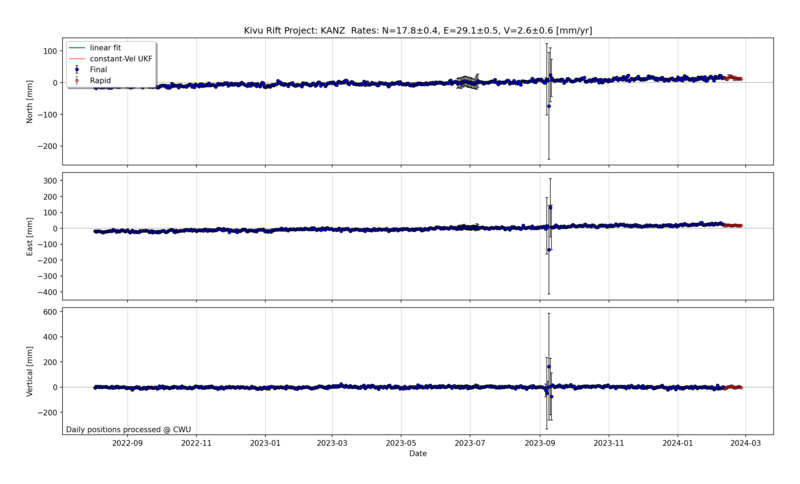 Kivu Rift Project: KANZ  Rates: N=17.8±0.4, E=29.1±0.5, V=2.6±0.6 [mm/yr]
linear fit
constant-Vel UKF
Final
Rapid
100
0
−100
−200
North [mm]
300
200
100
0
−100
−200
−300
−400
East [mm]
600
400
200
0
−200
Vertical [mm]
Daily positions processed @ CWU
2022-09
2022-11
2023-01
2023-03
2023-05
2023-07
2023-09
2023-11
2024-01
2024-03
Date